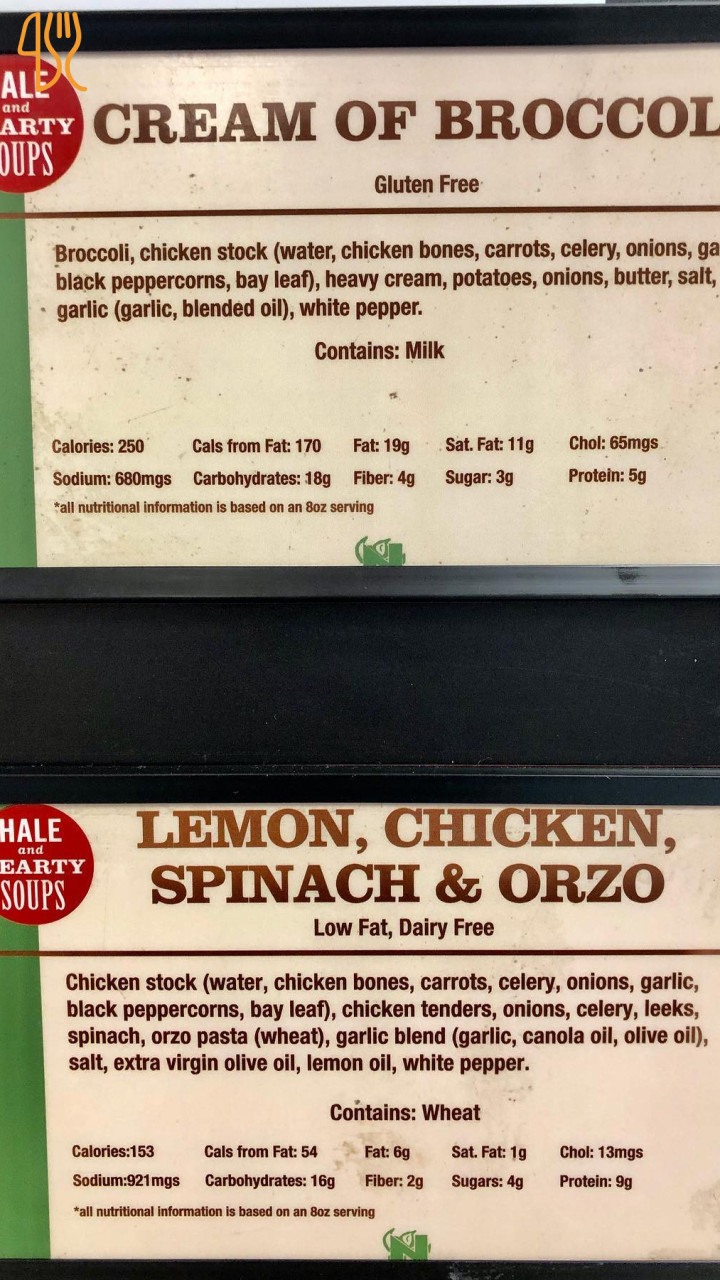 ALE
and
ARTY
OUPS
CREAM OF BROCCOL
Gluten Free
Broccoli, chicken stock (water, chicken bones, carrots, celery, onions, ga
black peppercorns, bay leaf), heavy cream, potatoes, onions, butter, salt,
garlic (garlic, blended oil), white pepper.
Contains: Milk
Calories: 250 Cals from Fat: 170 Fat: 19g Sat. Fat: 11g Chol: 65mgs
Sodium: 680mgs Carbohydrates: 18g Fiber: 4g Sugar: 3g Protein: 5g
*all nutritional information is based on an 8oz serving
HALE
and
EARTY
SOUPS
LEMON, CHICKEN,
SPINACH & ORZO
Low Fat, Dairy Free
Chicken stock (water, chicken bones, carrots, celery, onions, garlic,
black peppercorns, bay leaf), chicken tenders, onions, celery, leeks,
spinach, orzo pasta (wheat), garlic blend (garlic, canola oil, olive oil),
salt, extra virgin olive oil, lemon oil, white pepper.
Contains: Wheat
Calories:153 Cals from Fat: 54 Fat: 6g Sat. Fat: 1g Chol: 13mgs
Sodium:921mgs Carbohydrates: 16g Fiber: 2g Sugars: 4g Protein: 9g
*all nutritional information is based on an 8oz serving